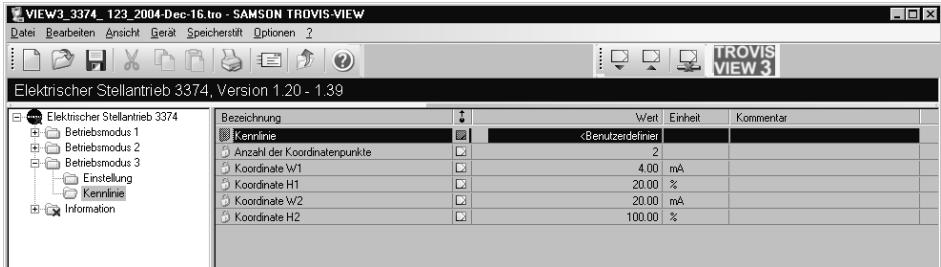 VIEW3_3374_ 123_2004-Dec-16.tro - SAMSON TROVIS-VIEW
Datei Bearbeiten Ansicht Gerät Speicherstift Optionen ?
TROVIS
VIEW 3
Elektrischer Stellantrieb 3374, Version 1.20 - 1.39
Elektrischer Stellantrieb 3374
Betriebsmodus 1
Betriebsmodus 2
Betriebsmodus 3
Einstellung
Kennlinie
Information
Bezeichnung Wert Einheit Kommentar
Kennlinie <Benutzerdefinier
Anzahl der Koordinatenpunkte 2
Koordinate W1 4.00 mA
Koordinate H1 20.00 %
Koordinate W2 20.00 mA
Koordinate H2 100.00 %